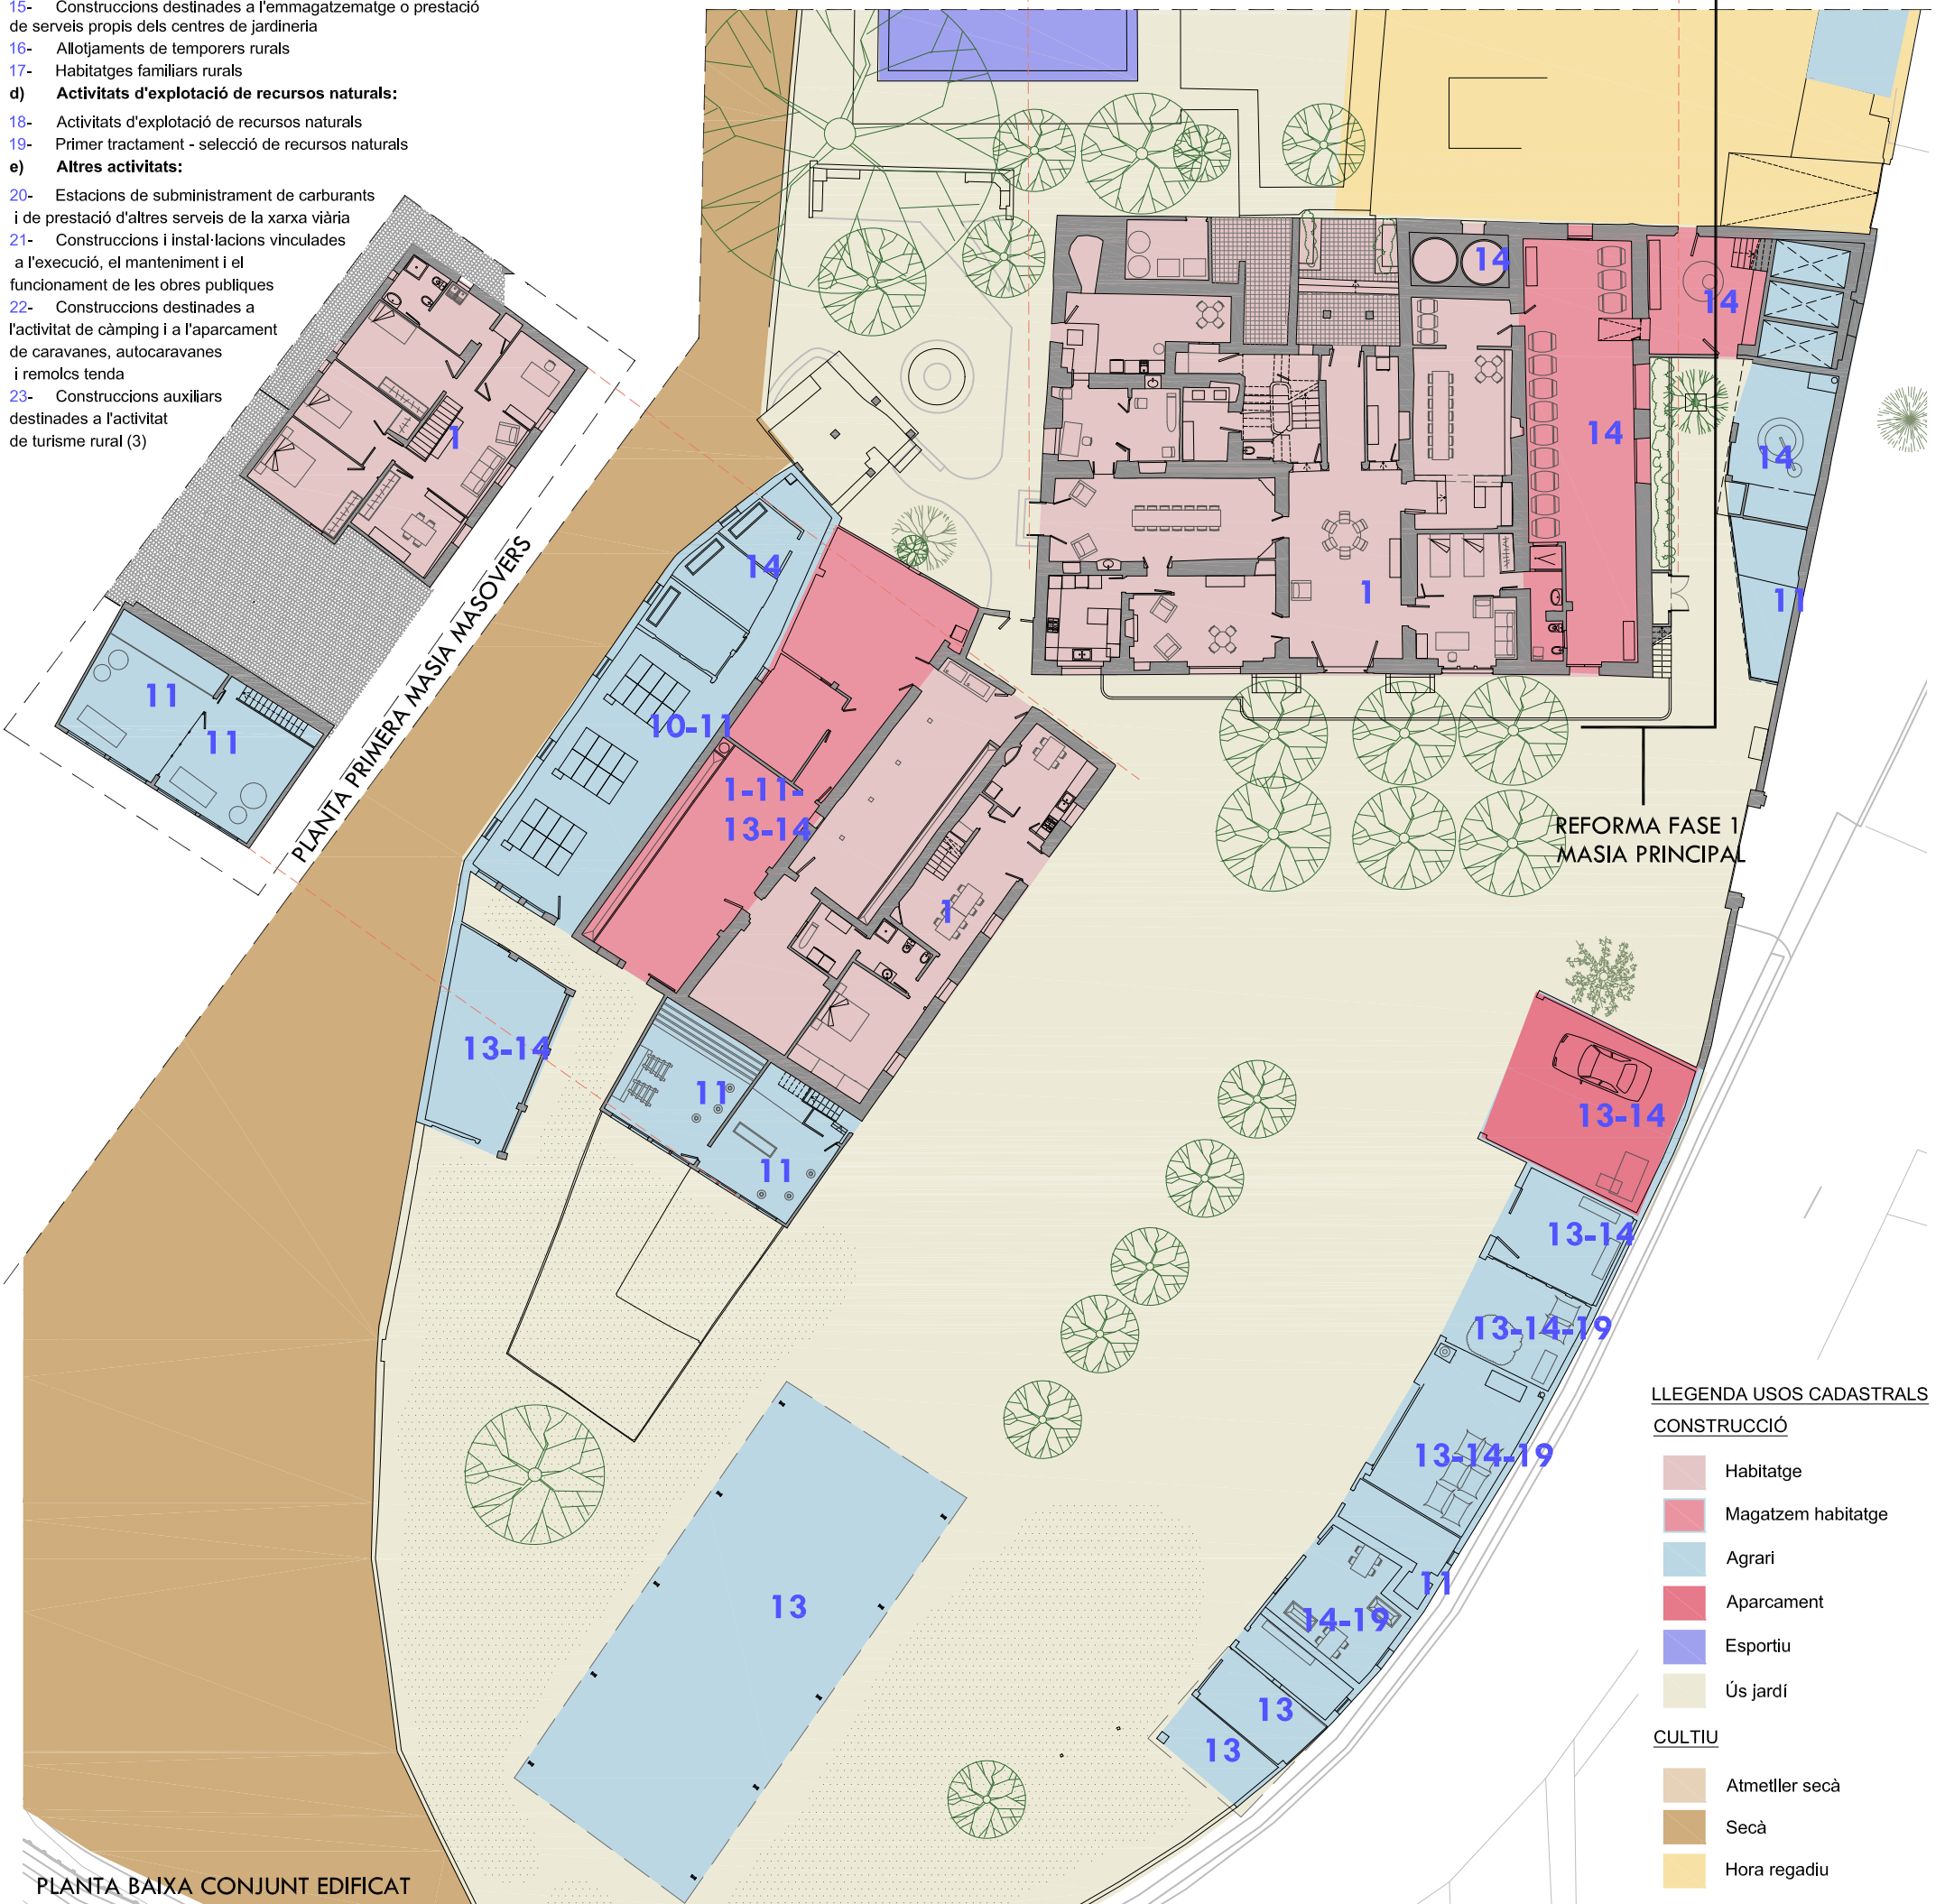 15- Construccions destinades a l'emmagatzematge o prestació
de serveis propis dels centres de jardineria
16- Allotjaments de temporers rurals
17- Habitatges familiars rurals
d) Activitats d'explotació de recursos naturals:
18- Activitats d'explotació de recursos naturals
19- Primer tractament - selecció de recursos naturals
e) Altres activitats:
20- Estacions de subministrament de carburants
i de prestació d'altres serveis de la xarxa viària
21- Construccions i instal·lacions vinculades
a l'execució, el manteniment i el
funcionament de les obres publiques
22- Construccions destinades a
l'activitat de càmping i a l'aparcament
de caravanes, autocaravanes
i remolcs tenda
23- Construccions auxiliars
destinades a l'activitat
de turisme rural (3)
1
11
11
PLANTA PRIMERA MASIA MASOVERS
14
14
14
14
11
1
14
10-11
1-11-
13-14
1
13-14
11
11
REFORMA FASE 1
MASIA PRINCIPAL
13-14
13-14
13-14-19
13-14-19
11
14-19
13
13
13
LLEGENDA USOS CADASTRALS
CONSTRUCCIÓ
Habitatge
Magatzem habitatge
Agrari
Aparcament
Esportiu
Ús jardí
CULTIU
Atmetller secà
Secà
Hora regadiu
PLANTA BAIXA CONJUNT EDIFICAT